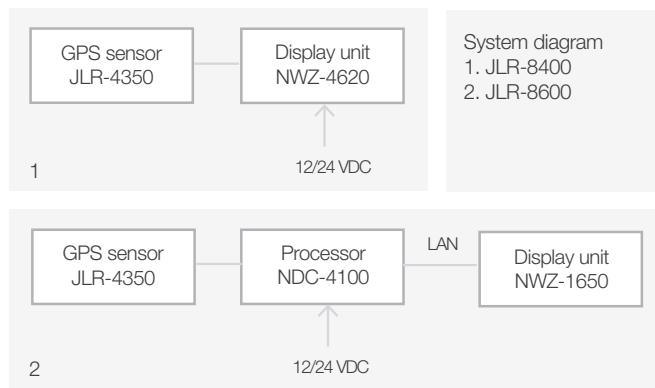 GPS sensor
JLR-4350
Display unit
NWZ-4620
12/24 VDC
1
System diagram
1. JLR-8400
2. JLR-8600
GPS sensor
JLR-4350
Processor
NDC-4100
LAN
Display unit
NWZ-1650
12/24 VDC
2